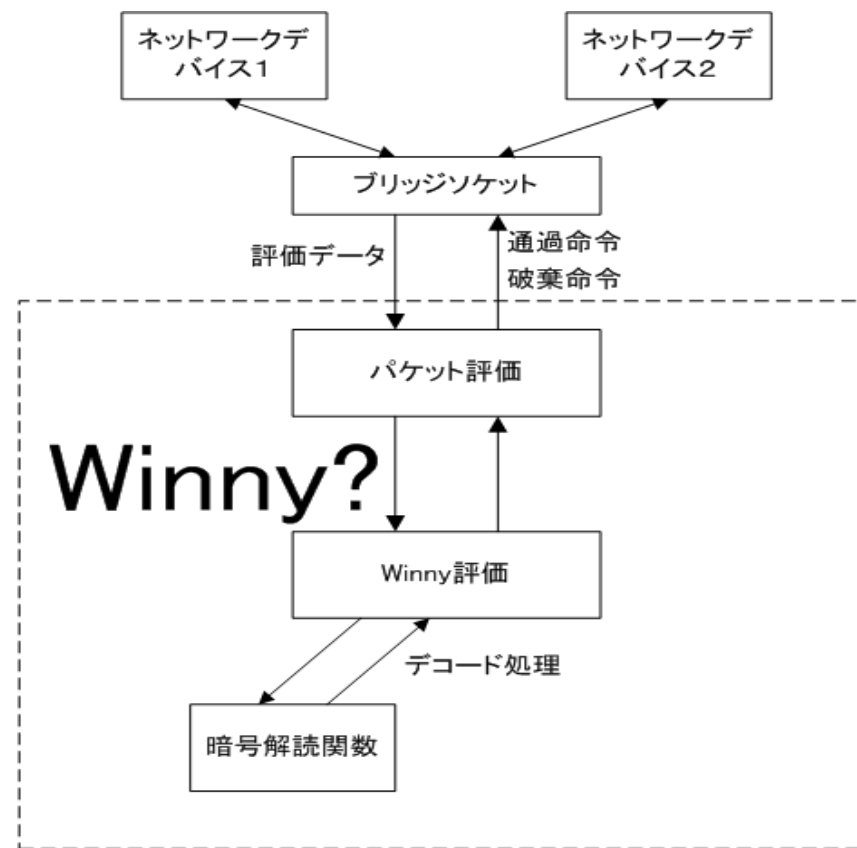 ネットワークデ
バイス1
ネットワークデ
バイス2
ブリッジソケット
評価データ
通過命令
破棄命令
パケット評価
Winny?
Winny評価
デコード処理
暗号解読関数